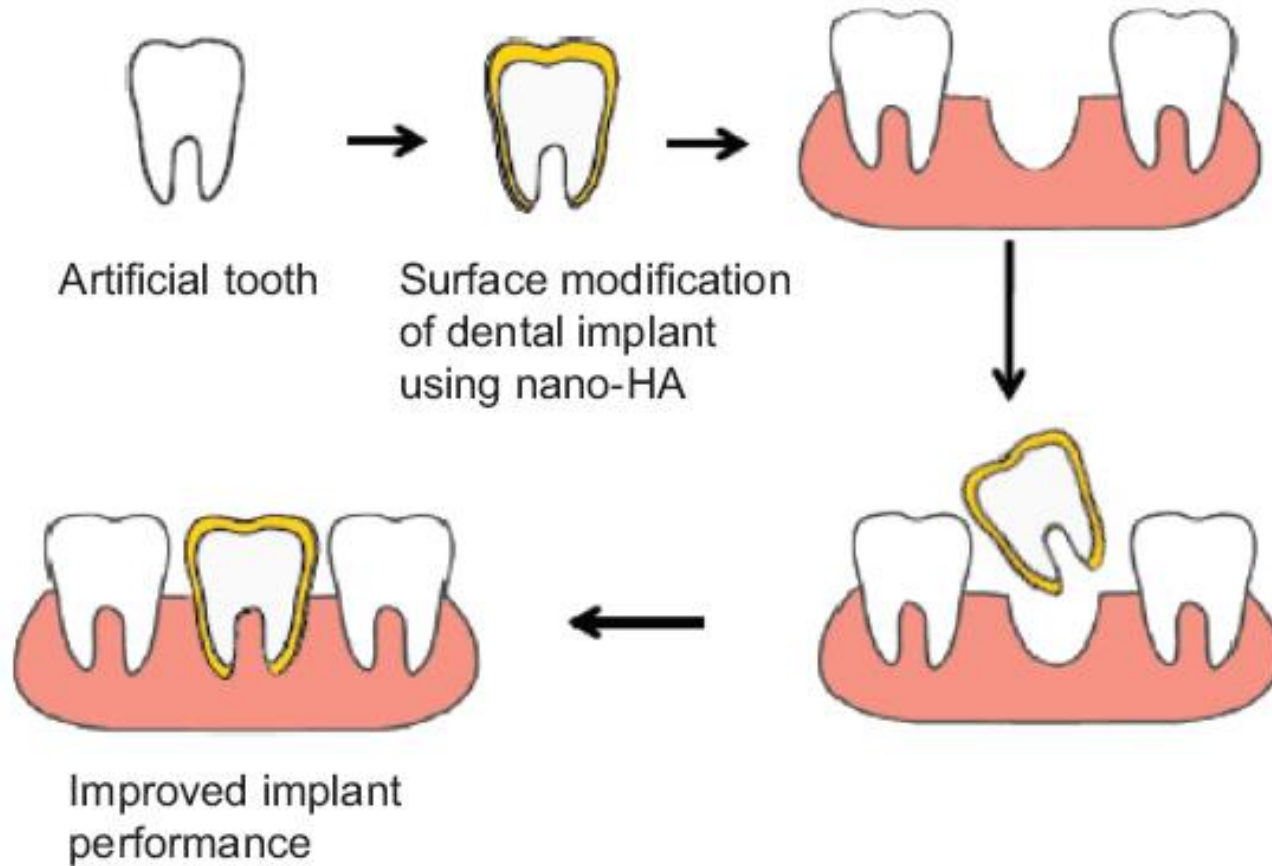 Artificial tooth
Surface modification
of dental implant
using nano-HA
Improved implant
performance